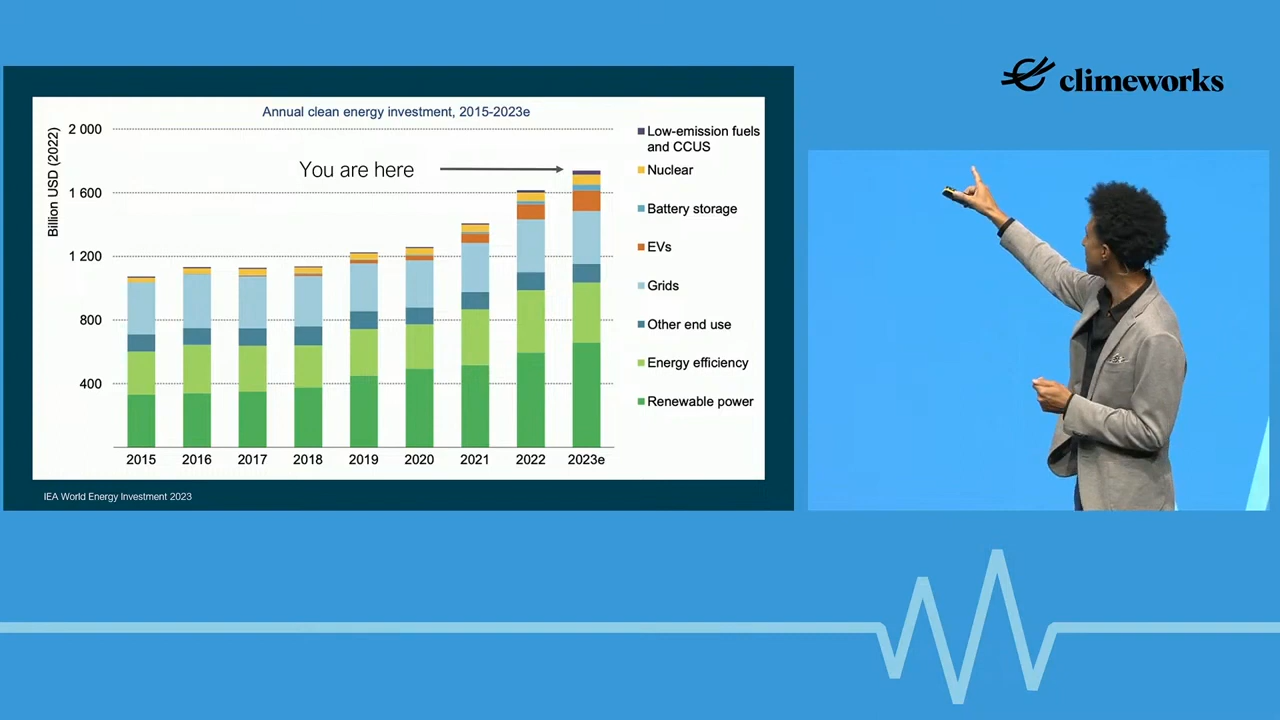 climeworks
Annual clean energy investment, 2015-2023e
Billion USD (2022)
2 000
1 600
1 200
800
400
You are here
2015 2016 2017 2018 2019 2020 2021 2022 2023e
Low-emission fuels
and CCUS
Nuclear
Battery storage
EVs
Grids
Other end use
Energy efficiency
Renewable power
IEA World Energy Investment 2023